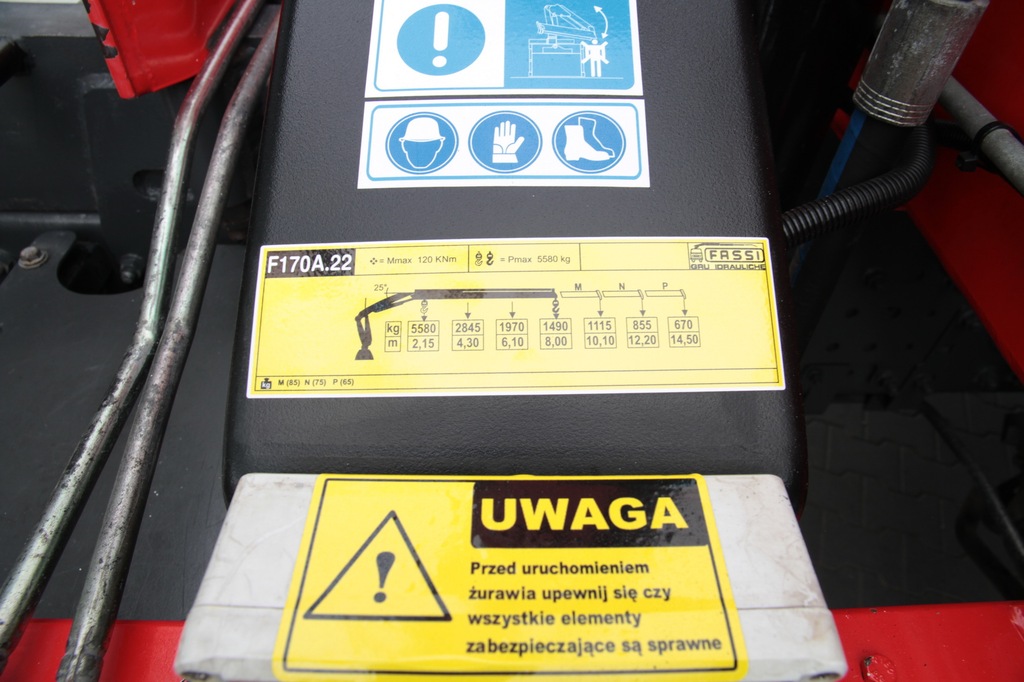 F170A.22 = Mmax 120 KNm = Pmax 5580 kg FASSI
GRU IDRAULICHE
25° M N P
kg 5580 2845 1970 1490 1115 855 670
m 2,15 4,30 6,10 8,00 10,10 12,20 14,50
kg M (85) N (75) P (65)
UWAGA
Przed uruchomieniem
żurawia upewnij się czy
wszystkie elementy
zabezpieczające są sprawne